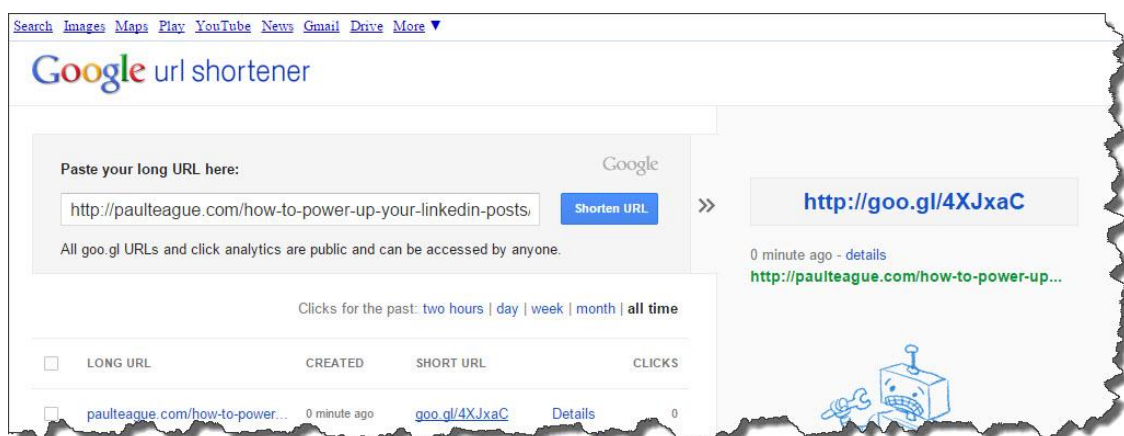 Search Images Maps Play YouTube News Gmail Drive More ▼
Google url shortener
Paste your long URL here:
Google
http://paulteague.com/how-to-power-up-your-linkedin-posts/
Shorten URL
»
All goo.gl URLs and click analytics are public and can be accessed by anyone.
http://goo.gl/4XJxaC
0 minute ago - details
http://paulteague.com/how-to-power-up...
Clicks for the past: two hours | day | week | month | all time
LONG URL CREATED SHORT URL CLICKS
paulteague.com/how-to-power... 0 minute ago goo.gl/4XJxaC Details 0